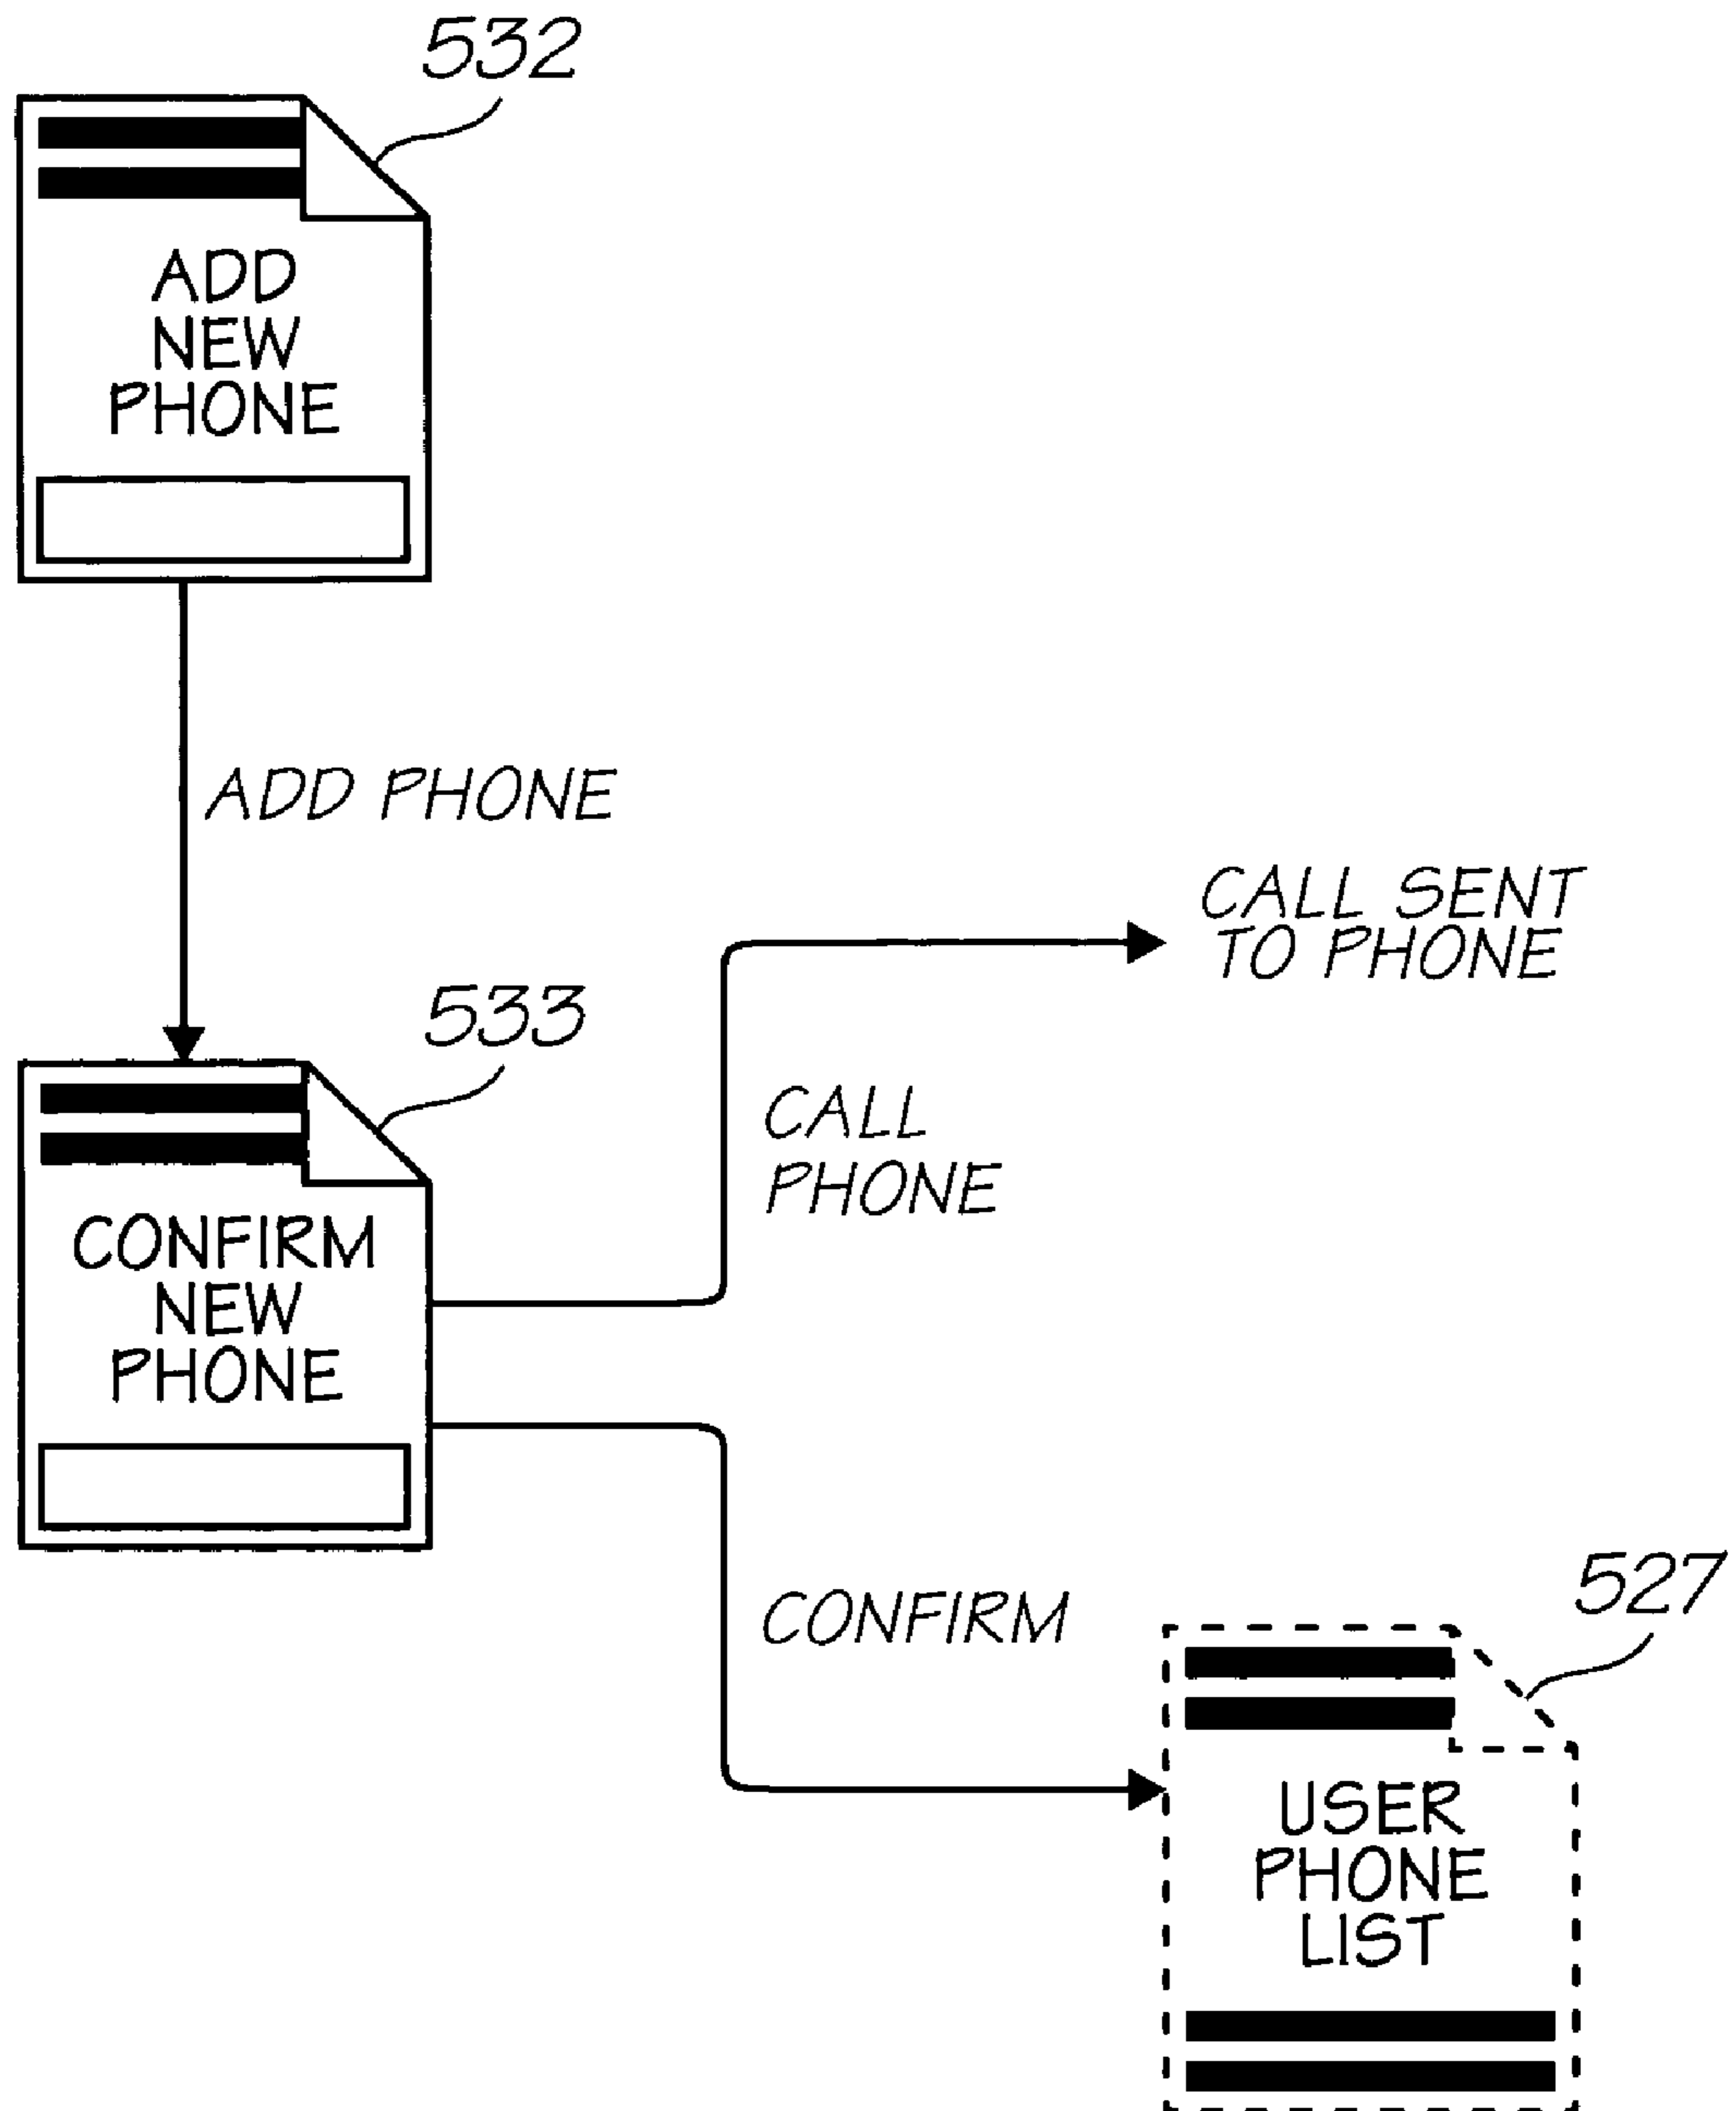 532
ADD
NEW
PHONE
ADD PHONE
CALL SENT
TO PHONE
533
CALL
PHONE
CONFIRM
NEW
PHONE
CONFIRM
527
USER
PHONE
LIST